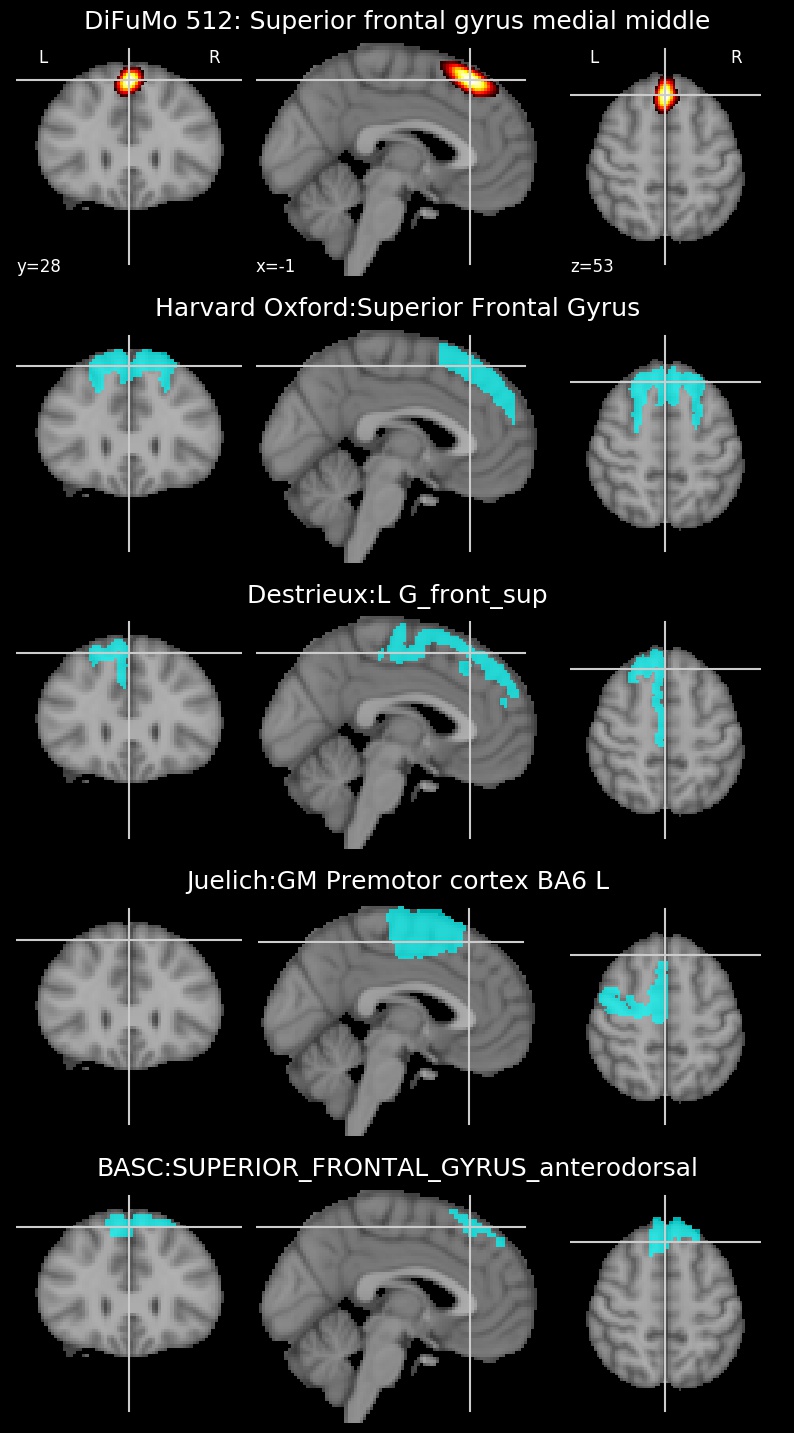 DiFuMo 512: Superior frontal gyrus medial middle
L R L R
y=28 x=-1 z=53
Harvard Oxford:Superior Frontal Gyrus
Destrieux:L G_front_sup
Juelich:GM Premotor cortex BA6 L
BASC:SUPERIOR_FRONTAL_GYRUS_anterodorsal